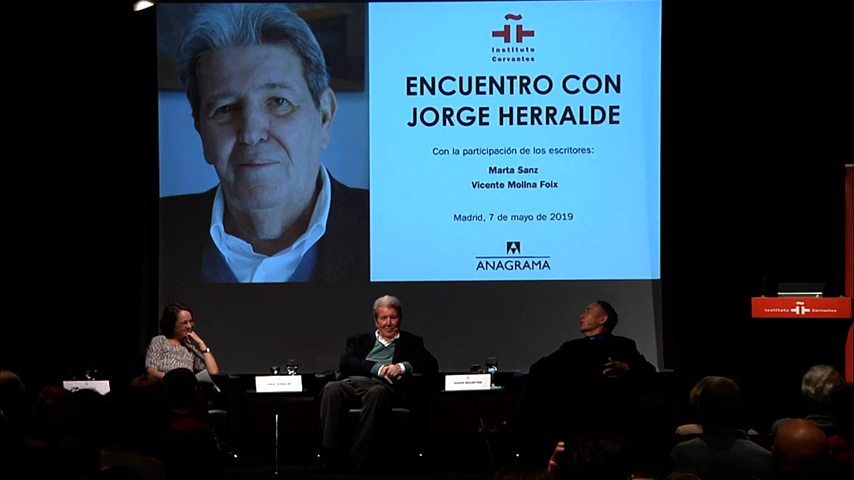 Instituto
Cervantes
ENCUENTRO CON
JORGE HERRALDE
Con la participación de los escritores:
Marta Sanz
Vicente Molina Foix
Madrid, 7 de mayo de 2019
ANAGRAMA
Instituto Cervantes